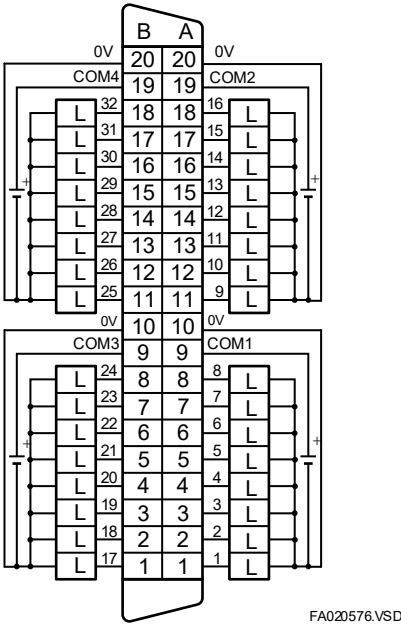 B A
0V 20 20 0V
COM4 19 19 COM2
L 32 18 18 16 L
L 31 17 17 15 L
L 30 16 16 14 L
L 29 15 15 13 L
L 28 14 14 12 L
L 27 13 13 11 L
L 26 12 12 10 L
L 25 11 11 9 L
0V 10 10 0V
COM3 9 9 COM1
L 24 8 8 8 L
L 23 7 7 7 L
L 22 6 6 6 L
L 21 5 5 5 L
L 20 4 4 4 L
L 19 3 3 3 L
L 18 2 2 2 L
L 17 1 1 1 L
+ +
+ +
FA020576.VSD